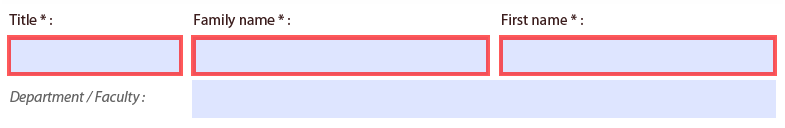 Title * : Family name * : First name * :
Department / Faculty :